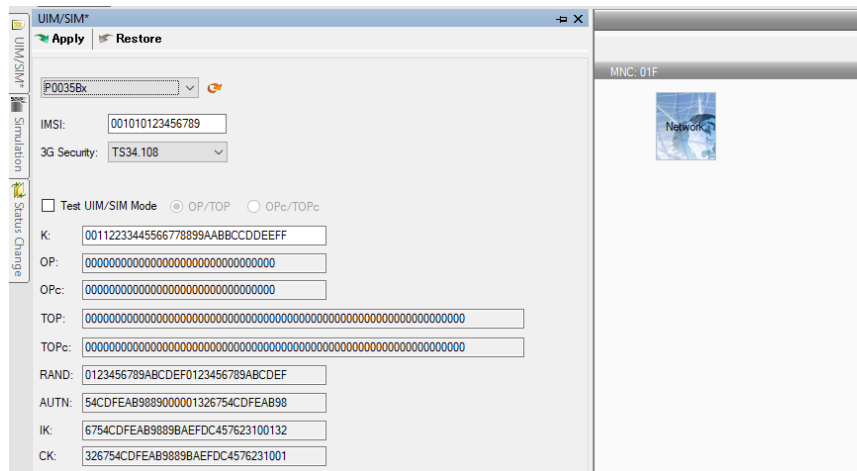 UIM/SIM*
Apply
Restore
UIM/SIM*
Simulation
Status Change
P0035Bx
IMSI: 001010123456789
3G Security: TS34.108
Test UIM/SIM Mode OP/TOP OPc/TOPc
K: 00112233445566778899AABBCCDDEEFF
OP: 00000000000000000000000000000000
OPc: 00000000000000000000000000000000
TOP: 0000000000000000000000000000000000000000000000000000000000000000
TOPc: 0000000000000000000000000000000000000000000000000000000000000000
RAND: 0123456789ABCDEF0123456789ABCDEF
AUTN: 54CDFEAB9889000001326754CDFEAB98
IK: 6754CDFEAB9889BAEFDC457623100132
CK: 326754CDFEAB9889BAEFDC4576231001
MNC: 01F
Network